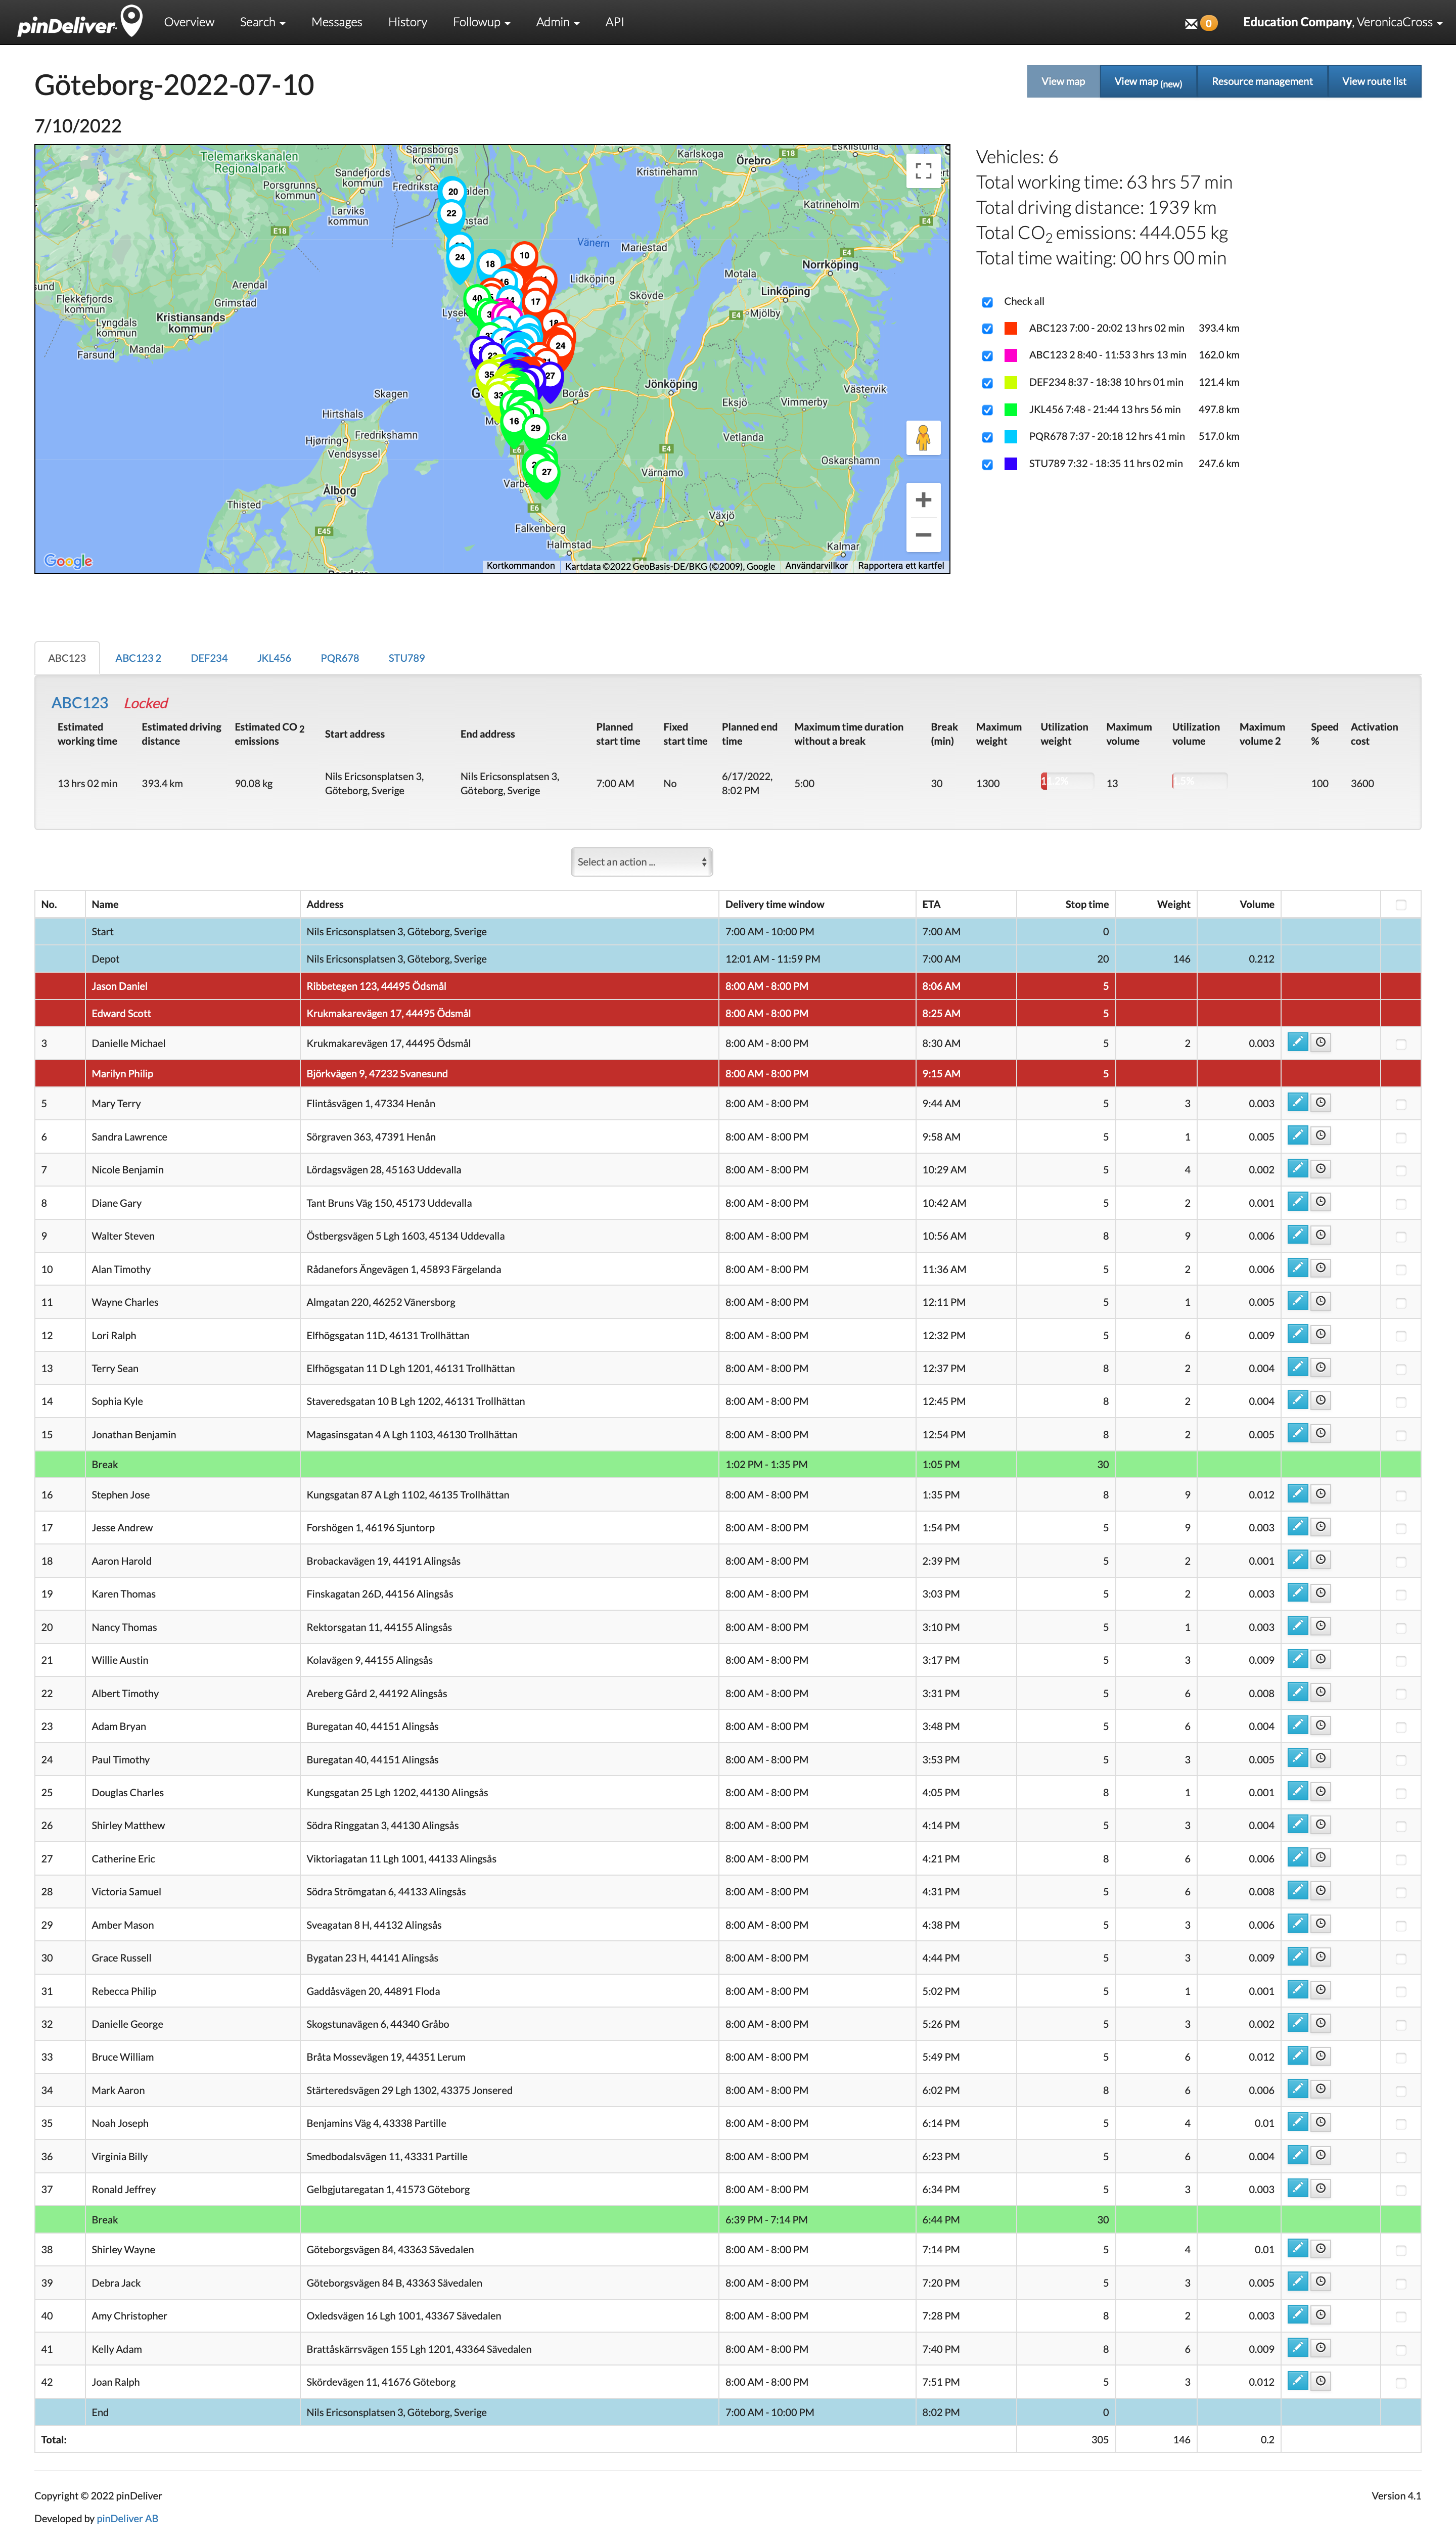 pinDeliver Overview Search Messages History Followup Admin API 0 Education Company, VeronicaCross
Göteborg-2022-07-10
View map View map (new) Resource management View route list
7/10/2022
Vehicles: 6
Total working time: 63 hrs 57 min
Total driving distance: 1939 km
Total CO2 emissions: 444.055 kg
Total time waiting: 00 hrs 00 min
Check all
ABC123 7:00 - 20:02 13 hrs 02 min 393.4 km
ABC123 2 8:40 - 11:53 3 hrs 13 min 162.0 km
DEF234 8:37 - 18:38 10 hrs 01 min 121.4 km
JKL456 7:48 - 21:44 13 hrs 56 min 497.8 km
PQR678 7:37 - 20:18 12 hrs 41 min 517.0 km
STU789 7:32 - 18:35 11 hrs 02 min 247.6 km
Telemarkskanalen
Regionalpark
Porsgrunns
kommun
Sandefjords
kommun
Larviks
kommun
Sarpsborgs
kommun
Karlskoga
Kristinehamn
Örebro
E18
Katrineholm
E4
Vänern
Mariestad
Norrköping
Motala
Linköping
Lidköping
Skövde
Mjölby
Arendal
Grimstad
Flekkefjords
kommun
Kristiansands
kommun
Lyngdals
kommun
Mandal
Farsund
Skagen
Hirtshals
Hjørring
Frederikshamn
Vendsyssel
Ålborg
Thisted
E45
Jönköping
Borås
Eksjö
Vimmerby
Västervik
Vetlanda
Oskarshamn
Värnamo
Växjö
E6
Falkenberg
Halmstad
Kalmar
20
22
24
18
10
17
40
24
35
27
16
29
27
Google
Kortkommandon Kartdata ©2022 GeoBasis-DE/BKG (©2009), Google Användarvillkor Rapportera ett kartfel
ABC123 ABC123 2 DEF234 JKL456 PQR678 STU789
ABC123 Locked
Estimated working time Estimated driving distance Estimated CO 2 emissions Start address End address Planned start time Fixed start time Planned end time Maximum time duration without a break Break (min) Maximum weight Utilization weight Maximum volume Utilization volume Maximum volume 2 Speed % Activation cost
13 hrs 02 min 393.4 km 90.08 kg Nils Ericsonsplatsen 3, Göteborg, Sverige Nils Ericsonsplatsen 3, Göteborg, Sverige 7:00 AM No 6/17/2022, 8:02 PM 5:00 30 1300 13 100 3600
Select an action ...
No. Name Address Delivery time window ETA Stop time Weight Volume
Start Nils Ericsonsplatsen 3, Göteborg, Sverige 7:00 AM - 10:00 PM 7:00 AM 0
Depot Nils Ericsonsplatsen 3, Göteborg, Sverige 12:01 AM - 11:59 PM 7:00 AM 20 146 0.212
Jason Daniel Ribbetegen 123, 44495 Ödsmål 8:00 AM - 8:00 PM 8:06 AM 5
Edward Scott Krukmakarevägen 17, 44495 Ödsmål 8:00 AM - 8:00 PM 8:25 AM 5
3 Danielle Michael Krukmakarevägen 17, 44495 Ödsmål 8:00 AM - 8:00 PM 8:30 AM 5 2 0.003
Marilyn Philip Björkvägen 9, 47232 Svanesund 8:00 AM - 8:00 PM 9:15 AM 5
5 Mary Terry Flintåsvägen 1, 47334 Henån 8:00 AM - 8:00 PM 9:44 AM 5 3 0.003
6 Sandra Lawrence Sörgraven 363, 47391 Henån 8:00 AM - 8:00 PM 9:58 AM 5 1 0.005
7 Nicole Benjamin Lördagsvägen 28, 45163 Uddevalla 8:00 AM - 8:00 PM 10:29 AM 5 4 0.002
8 Diane Gary Tant Bruns Väg 150, 45173 Uddevalla 8:00 AM - 8:00 PM 10:42 AM 5 2 0.001
9 Walter Steven Östbergsvägen 5 Lgh 1603, 45134 Uddevalla 8:00 AM - 8:00 PM 10:56 AM 8 9 0.006
10 Alan Timothy Rådanefors Ängevägen 1, 45893 Färgelanda 8:00 AM - 8:00 PM 11:36 AM 5 2 0.006
11 Wayne Charles Almgatan 220, 46252 Vänersborg 8:00 AM - 8:00 PM 12:11 PM 5 1 0.005
12 Lori Ralph Elfhögsgatan 11D, 46131 Trollhättan 8:00 AM - 8:00 PM 12:32 PM 5 6 0.009
13 Terry Sean Elfhögsgatan 11 D Lgh 1201, 46131 Trollhättan 8:00 AM - 8:00 PM 12:37 PM 8 2 0.004
14 Sophia Kyle Staveredsgatan 10 B Lgh 1202, 46131 Trollhättan 8:00 AM - 8:00 PM 12:45 PM 8 2 0.004
15 Jonathan Benjamin Magasinsgatan 4 A Lgh 1103, 46130 Trollhättan 8:00 AM - 8:00 PM 12:54 PM 8 2 0.005
Break 1:02 PM - 1:35 PM 1:05 PM 30
16 Stephen Jose Kungsgatan 87 A Lgh 1102, 46135 Trollhättan 8:00 AM - 8:00 PM 1:35 PM 8 9 0.012
17 Jesse Andrew Forshögen 1, 46196 Sjuntorp 8:00 AM - 8:00 PM 1:54 PM 5 9 0.003
18 Aaron Harold Brobackavägen 19, 44191 Alingsås 8:00 AM - 8:00 PM 2:39 PM 5 2 0.001
19 Karen Thomas Finskagatan 26D, 44156 Alingsås 8:00 AM - 8:00 PM 3:03 PM 5 2 0.003
20 Nancy Thomas Rektorsgatan 11, 44155 Alingsås 8:00 AM - 8:00 PM 3:10 PM 5 1 0.003
21 Willie Austin Kolavägen 9, 44155 Alingsås 8:00 AM - 8:00 PM 3:17 PM 5 3 0.009
22 Albert Timothy Areberg Gård 2, 44192 Alingsås 8:00 AM - 8:00 PM 3:31 PM 5 6 0.008
23 Adam Bryan Buregatan 40, 44151 Alingsås 8:00 AM - 8:00 PM 3:48 PM 5 6 0.004
24 Paul Timothy Buregatan 40, 44151 Alingsås 8:00 AM - 8:00 PM 3:53 PM 5 3 0.005
25 Douglas Charles Kungsgatan 25 Lgh 1202, 44130 Alingsås 8:00 AM - 8:00 PM 4:05 PM 8 1 0.001
26 Shirley Matthew Södra Ringgatan 3, 44130 Alingsås 8:00 AM - 8:00 PM 4:14 PM 5 3 0.004
27 Catherine Eric Viktoriagatan 11 Lgh 1001, 44133 Alingsås 8:00 AM - 8:00 PM 4:21 PM 8 6 0.006
28 Victoria Samuel Södra Strömgatan 6, 44133 Alingsås 8:00 AM - 8:00 PM 4:31 PM 5 6 0.008
29 Amber Mason Sveagatan 8 H, 44132 Alingsås 8:00 AM - 8:00 PM 4:38 PM 5 3 0.006
30 Grace Russell Bygatan 23 H, 44141 Alingsås 8:00 AM - 8:00 PM 4:44 PM 5 3 0.009
31 Rebecca Philip Gaddåsvägen 20, 44891 Floda 8:00 AM - 8:00 PM 5:02 PM 5 1 0.001
32 Danielle George Skogstunavägen 6, 44340 Gråbo 8:00 AM - 8:00 PM 5:26 PM 5 3 0.002
33 Bruce William Bråta Mossevägen 19, 44351 Lerum 8:00 AM - 8:00 PM 5:49 PM 5 6 0.012
34 Mark Aaron Stärteredsvägen 29 Lgh 1302, 43375 Jonsered 8:00 AM - 8:00 PM 6:02 PM 8 6 0.006
35 Noah Joseph Benjamins Väg 4, 43338 Partille 8:00 AM - 8:00 PM 6:14 PM 5 4 0.01
36 Virginia Billy Smedbodalsvägen 11, 43331 Partille 8:00 AM - 8:00 PM 6:23 PM 5 6 0.004
37 Ronald Jeffrey Gelbgjutaregatan 1, 41573 Göteborg 8:00 AM - 8:00 PM 6:34 PM 5 3 0.003
Break 6:39 PM - 7:14 PM 6:44 PM 30
38 Shirley Wayne Göteborgsvägen 84, 43363 Sävedalen 8:00 AM - 8:00 PM 7:14 PM 5 4 0.01
39 Debra Jack Göteborgsvägen 84 B, 43363 Sävedalen 8:00 AM - 8:00 PM 7:20 PM 5 3 0.005
40 Amy Christopher Oxledsvägen 16 Lgh 1001, 43367 Sävedalen 8:00 AM - 8:00 PM 7:28 PM 8 2 0.003
41 Kelly Adam Brattåskärrsvägen 155 Lgh 1201, 43364 Sävedalen 8:00 AM - 8:00 PM 7:40 PM 8 6 0.009
42 Joan Ralph Skördevägen 11, 41676 Göteborg 8:00 AM - 8:00 PM 7:51 PM 5 3 0.012
End Nils Ericsonsplatsen 3, Göteborg, Sverige 7:00 AM - 10:00 PM 8:02 PM 0
Total: 305 146 0.2
Copyright © 2022 pinDeliver Version 4.1
Developed by pinDeliver AB